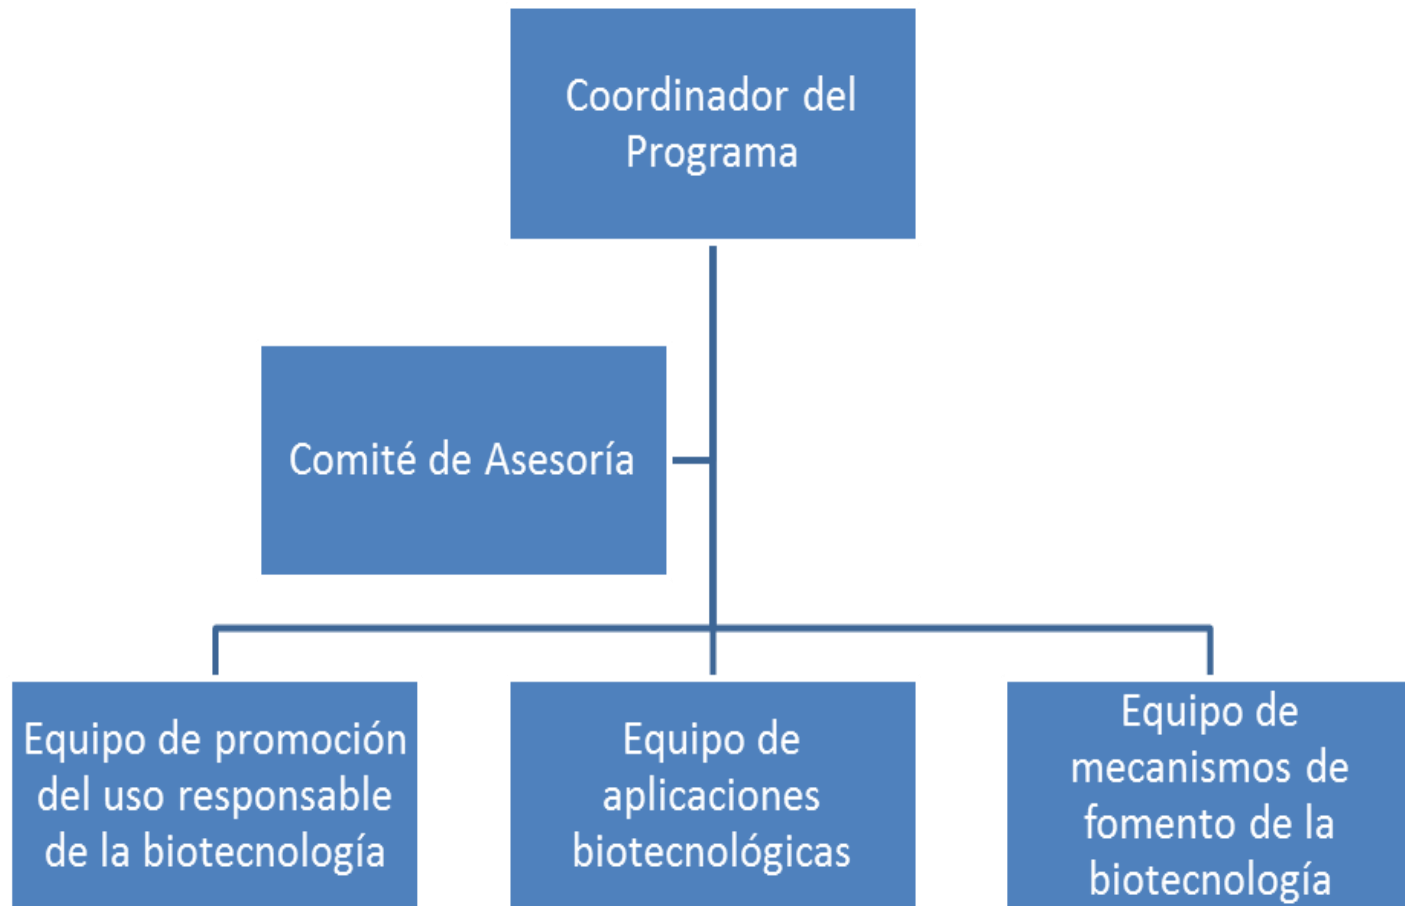 Coordinador del
Programa
Comité de Asesoría
Equipo de promoción
del uso responsable
de la biotecnología
Equipo de
aplicaciones
biotecnológicas
Equipo de
mecanismos de
fomento de la
biotecnología